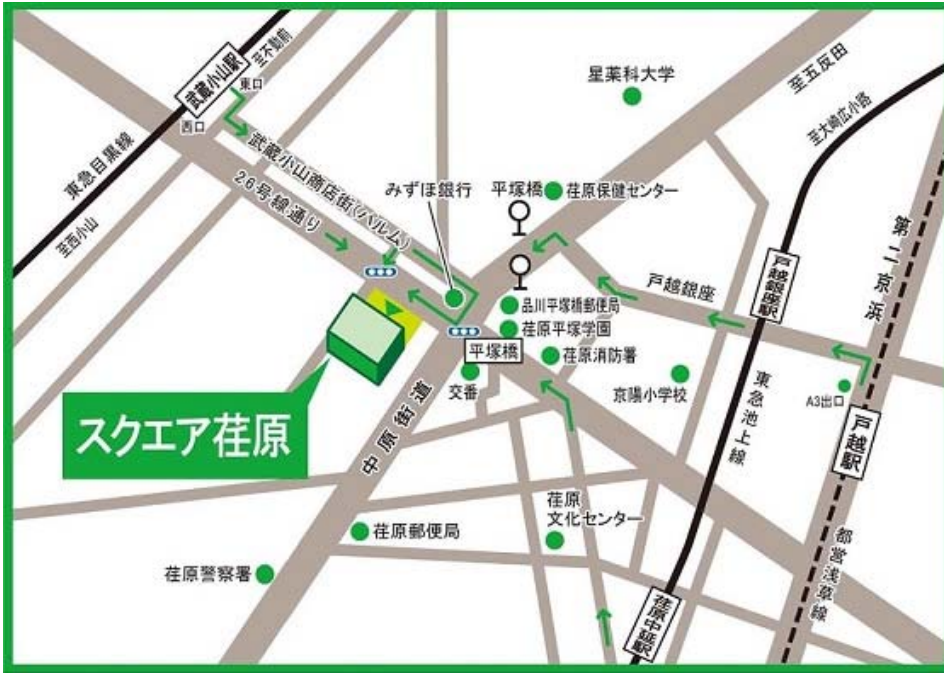 武蔵小山駅
至不動前
東口
西口
東急目黒線
至西小山
武蔵小山商店街(パルム)
26号線通り
みずほ銀行
平塚橋
荏原保健センター
星薬科大学
至五反田
至大崎広小路
第二京浜
戸越銀座
戸越銀座駅
品川平塚橋郵便局
荏原平塚学園
平塚橋
荏原消防署
交番
京陽小学校
A3出口
戸越駅
東急池上線
スクエア荏原
中原街道
荏原
文化センター
荏原郵便局
荏原警察署
荏原中延駅
都営浅草線